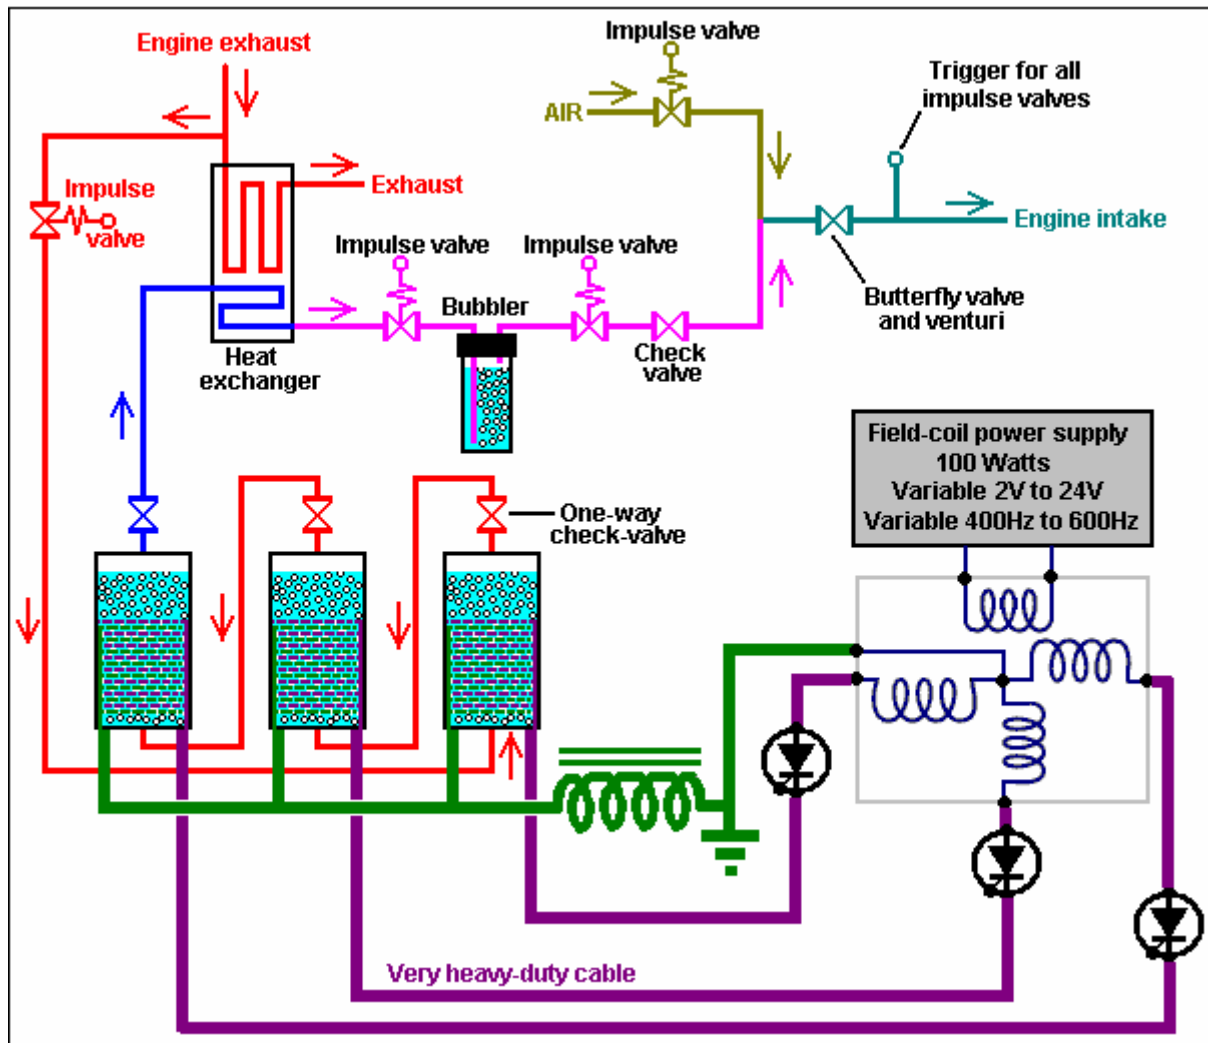 Engine exhaust
Impulse valve
Trigger for all
impulse valves
AIR
Impulse
valve
Exhaust
Engine intake
Impulse valve
Impulse valve
Bubbler
Butterfly valve
and venturi
Heat
exchanger
Check
valve
Field-coil power supply
100 Watts
Variable 2V to 24V
Variable 400Hz to 600Hz
One-way
check-valve
Very heavy-duty cable